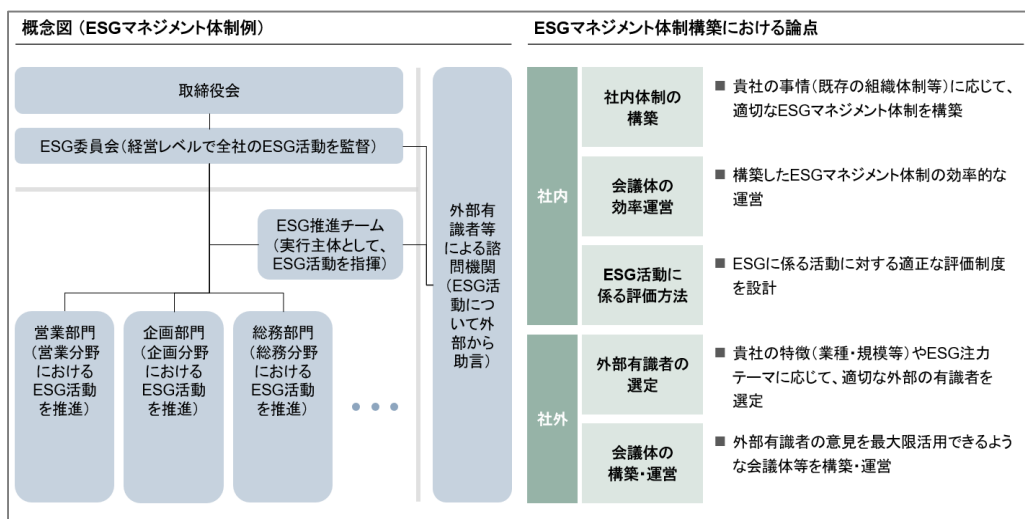 概念図（ESGマネジメント体制例）
取締役会
ESG委員会（経営レベルで全社のESG活動を監督）
ESG推進チーム
（実行主体として、
ESG活動を指揮）
営業部門
（営業分野
における
ESG活動
を推進）
企画部門
（企画分野
における
ESG活動
を推進）
総務部門
（総務分野
における
ESG活動
を推進）
外部有
識者等
による諮
問機関
（ESG活
動につ
いて外
部から
助言）
ESGマネジメント体制構築における論点
社内
社内体制の
構築
■ 貴社の事情（既存の組織体制等）に応じて、
適切なESGマネジメント体制を構築
会議体の
効率運営
■ 構築したESGマネジメント体制の効率的な
運営
ESG活動に
係る評価方法
■ ESGに係る活動に対する適正な評価制度
を設計
社外
外部有識者の
選定
■ 貴社の特徴（業種・規模等）やESG注力
テーマに応じて、適切な外部の有識者を
選定
会議体の
構築・運営
■ 外部有識者の意見を最大限活用できるよう
な会議体等を構築・運営